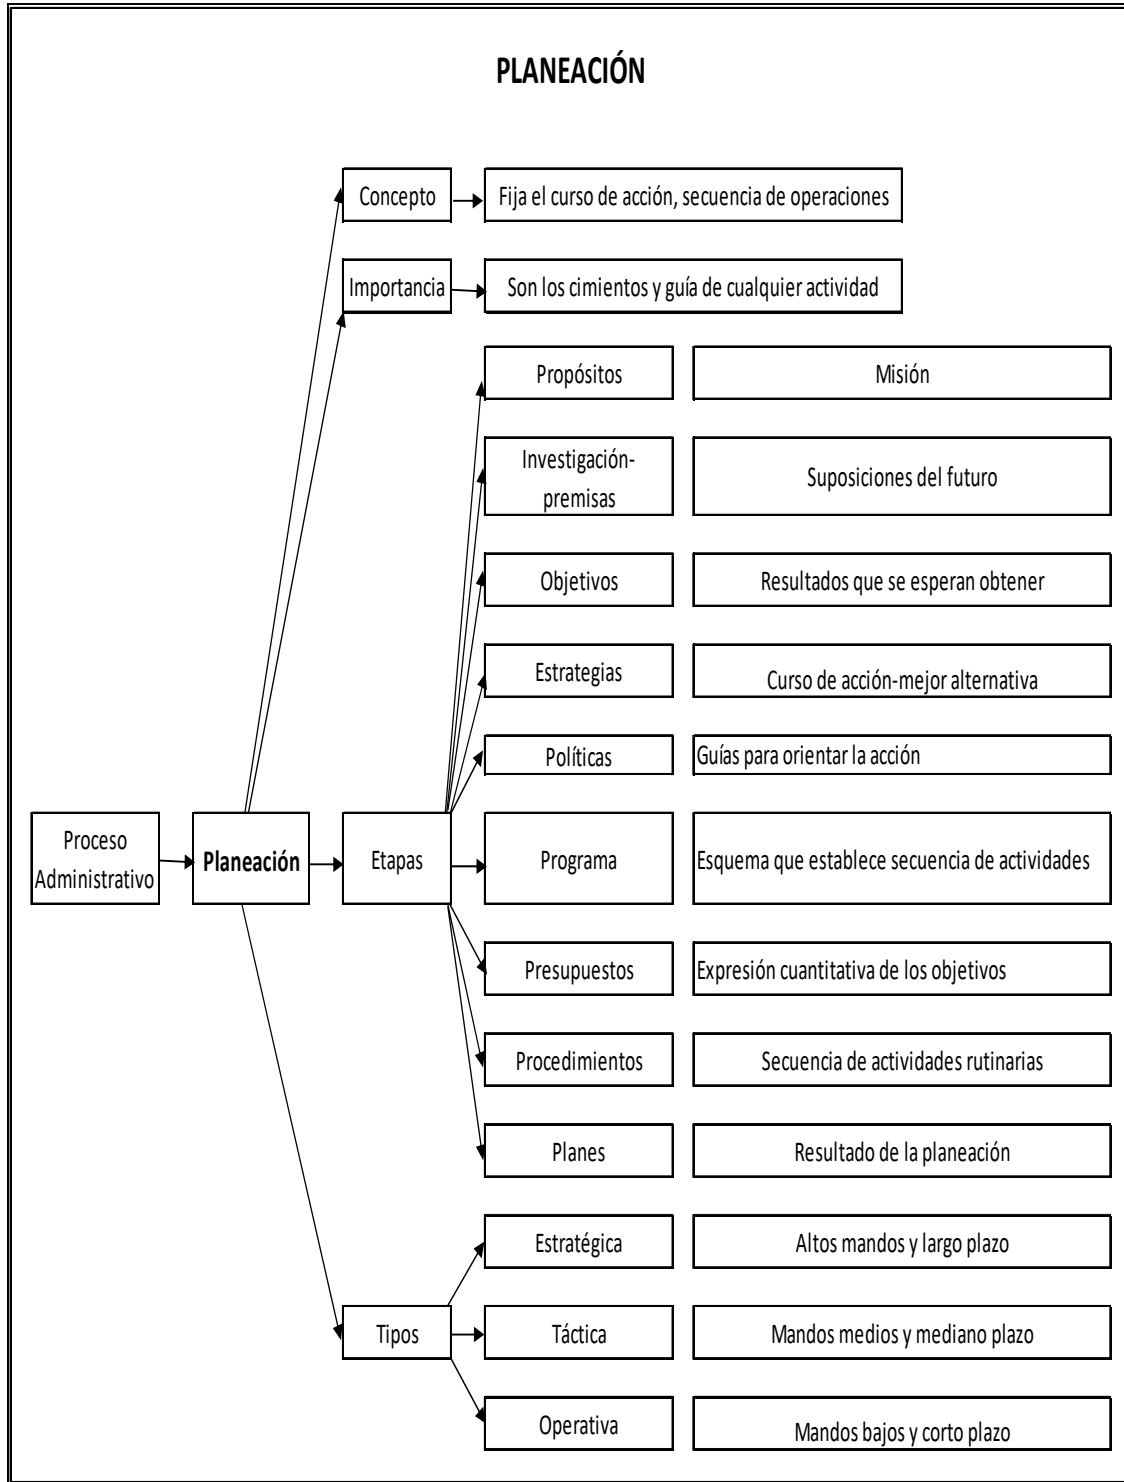 PLANEACIÓN
Concepto
Fija el curso de acción, secuencia de operaciones
Importancia
Son los cimientos y guía de cualquier actividad
Propósitos
Misión
Investigación-
premisas
Suposiciones del futuro
Objetivos
Resultados que se esperan obtener
Estrategias
Curso de acción-mejor alternativa
Políticas
Guías para orientar la acción
Proceso
Administrativo
Planeación
Etapas
Programa
Esquema que establece secuencia de actividades
Presupuestos
Expresión cuantitativa de los objetivos
Procedimientos
Secuencia de actividades rutinarias
Planes
Resultado de la planeación
Estratégica
Altos mandos y largo plazo
Tipos
Táctica
Mandos medios y mediano plazo
Operativa
Mandos bajos y corto plazo